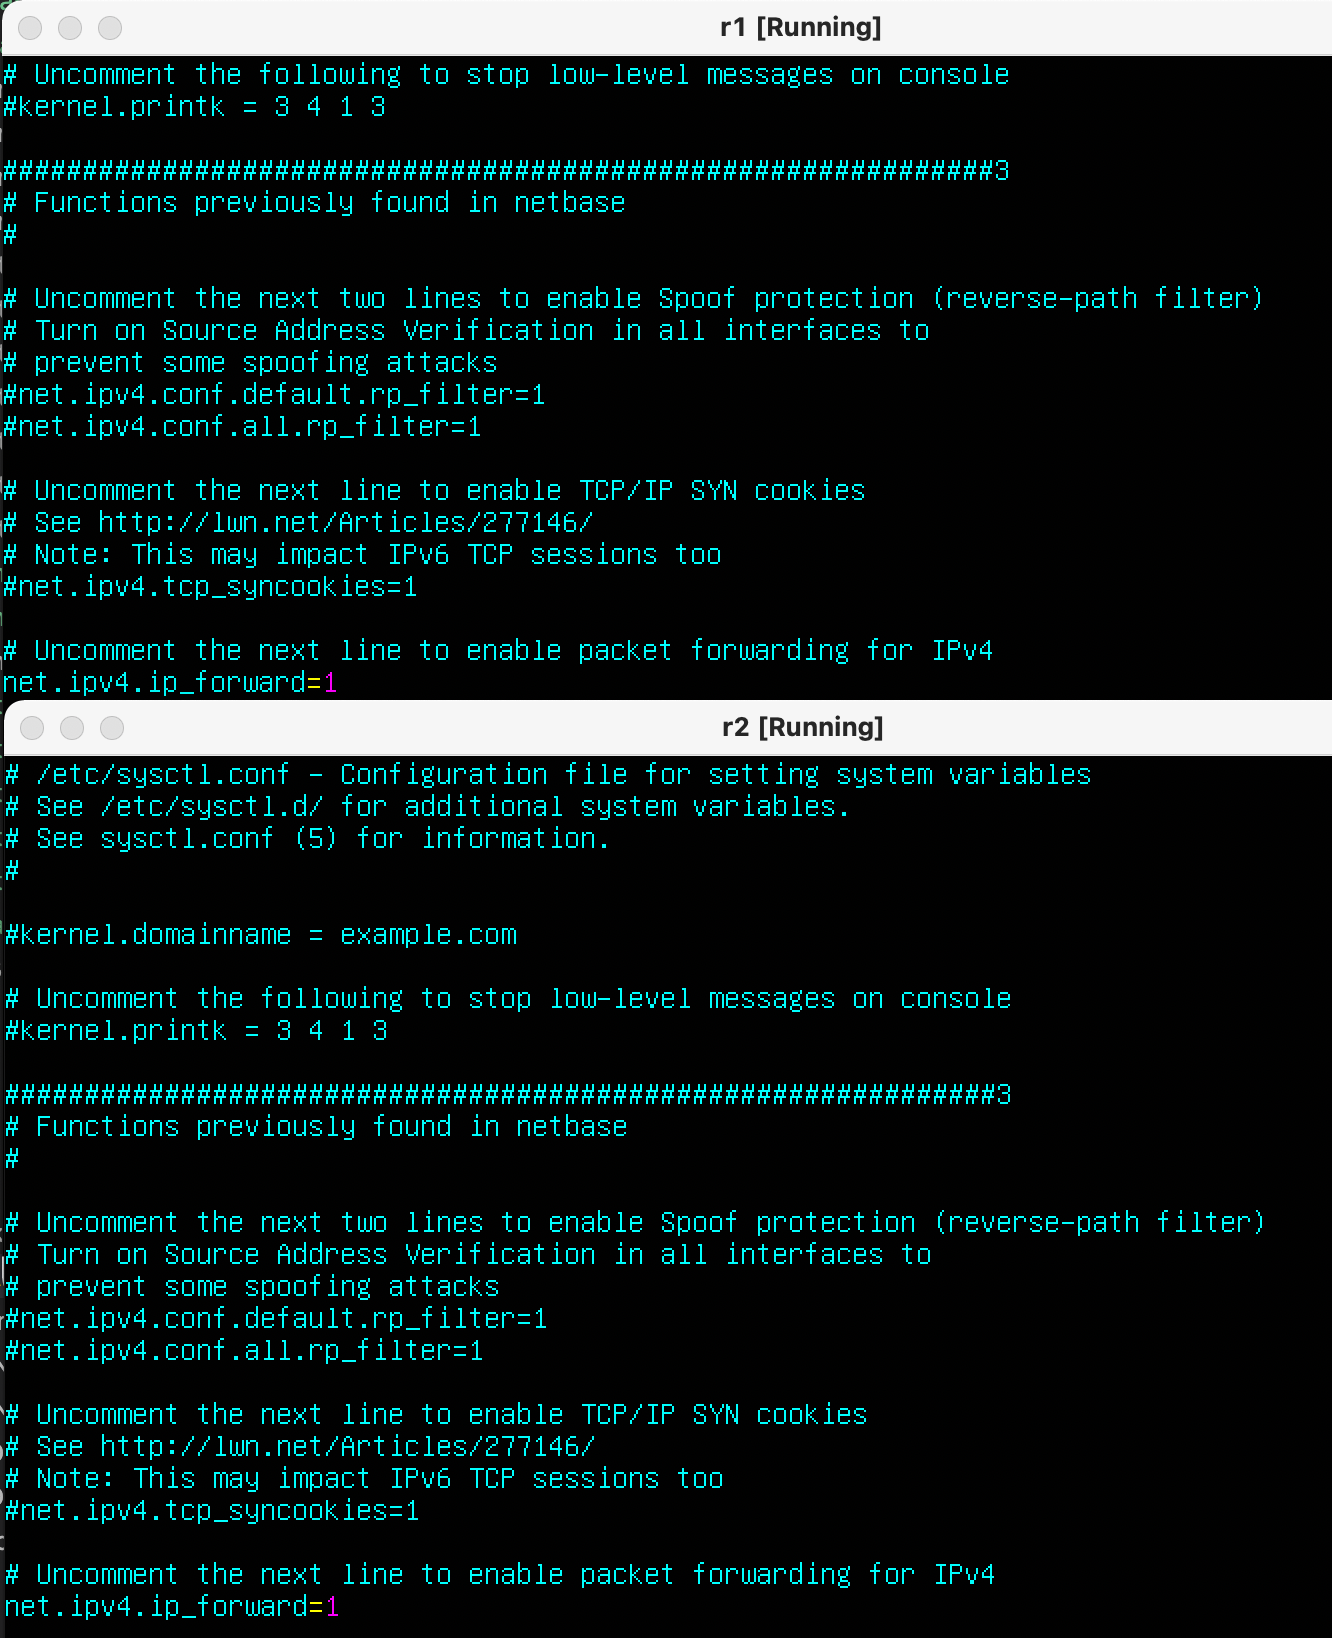 r1 [Running]
# Uncomment the following to stop low-level messages on console
#kernel.printk = 3 4 1 3
##############################################################3
# Functions previously found in netbase
#
# Uncomment the next two lines to enable Spoof protection (reverse-path filter)
# Turn on Source Address Verification in all interfaces to
# prevent some spoofing attacks
#net.ipv4.conf.default.rp_filter=1
#net.ipv4.conf.all.rp_filter=1
# Uncomment the next line to enable TCP/IP SYN cookies
# See http://lwn.net/Articles/277146/
# Note: This may impact IPv6 TCP sessions too
#net.ipv4.tcp_syncookies=1
# Uncomment the next line to enable packet forwarding for IPv4
net.ipv4.ip_forward=1
r2 [Running]
# /etc/sysctl.conf - Configuration file for setting system variables
# See /etc/sysctl.d/ for additional system variables.
# See sysctl.conf (5) for information.
#
#kernel.domainname = example.com
# Uncomment the following to stop low-level messages on console
#kernel.printk = 3 4 1 3
##############################################################3
# Functions previously found in netbase
#
# Uncomment the next two lines to enable Spoof protection (reverse-path filter)
# Turn on Source Address Verification in all interfaces to
# prevent some spoofing attacks
#net.ipv4.conf.default.rp_filter=1
#net.ipv4.conf.all.rp_filter=1
# Uncomment the next line to enable TCP/IP SYN cookies
# See http://lwn.net/Articles/277146/
# Note: This may impact IPv6 TCP sessions too
#net.ipv4.tcp_syncookies=1
# Uncomment the next line to enable packet forwarding for IPv4
net.ipv4.ip_forward=1